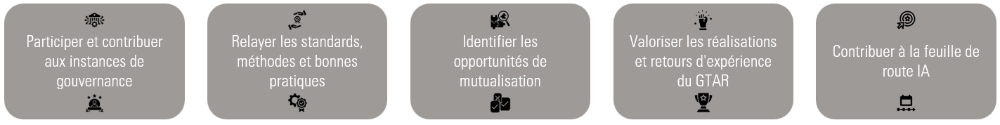 Participer et contribuer
aux instances de
gouvernance
Relayer les standards,
méthodes et bonnes
pratiques
Identifier les
opportunités de
mutualisation
Valoriser les réalisations
et retours d'expérience
du GTAR
Contribuer à la feuille de
route IA